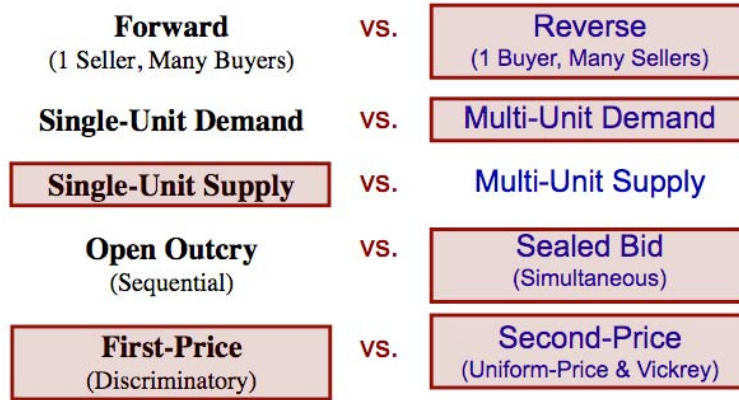 Forward vs. Reverse
(1 Seller, Many Buyers) (1 Buyer, Many Sellers)
Single-Unit Demand vs. Multi-Unit Demand
Single-Unit Supply vs. Multi-Unit Supply
Open Outcry vs. Sealed Bid
(Sequential) (Simultaneous)
First-Price vs. Second-Price
(Discriminatory) (Uniform-Price & Vickrey)